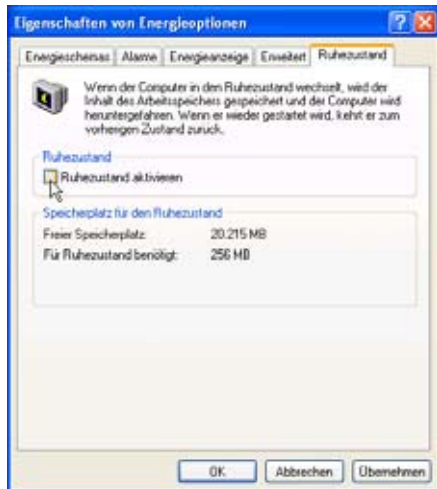 Eigenschaften von Energieoptionen
Energieschemas Alarme Energieanzeige Erweitert Ruhezustand
Wenn der Computer in den Ruhezustand wechselt, wird der
Inhalt des Arbeitsspeichers gespeichert und der Computer wird
heruntergefahren. Wenn er wieder gestartet wird, kehrt er zum
vorherigen Zustand zurück.
Ruhezustand
Ruhezustand aktivieren
Speicherplatz für den Ruhezustand
Freier Speicherplatz: 20.215 MB
Für Ruhezustand benötigt: 256 MB
OK Abbrechen Übernehmen